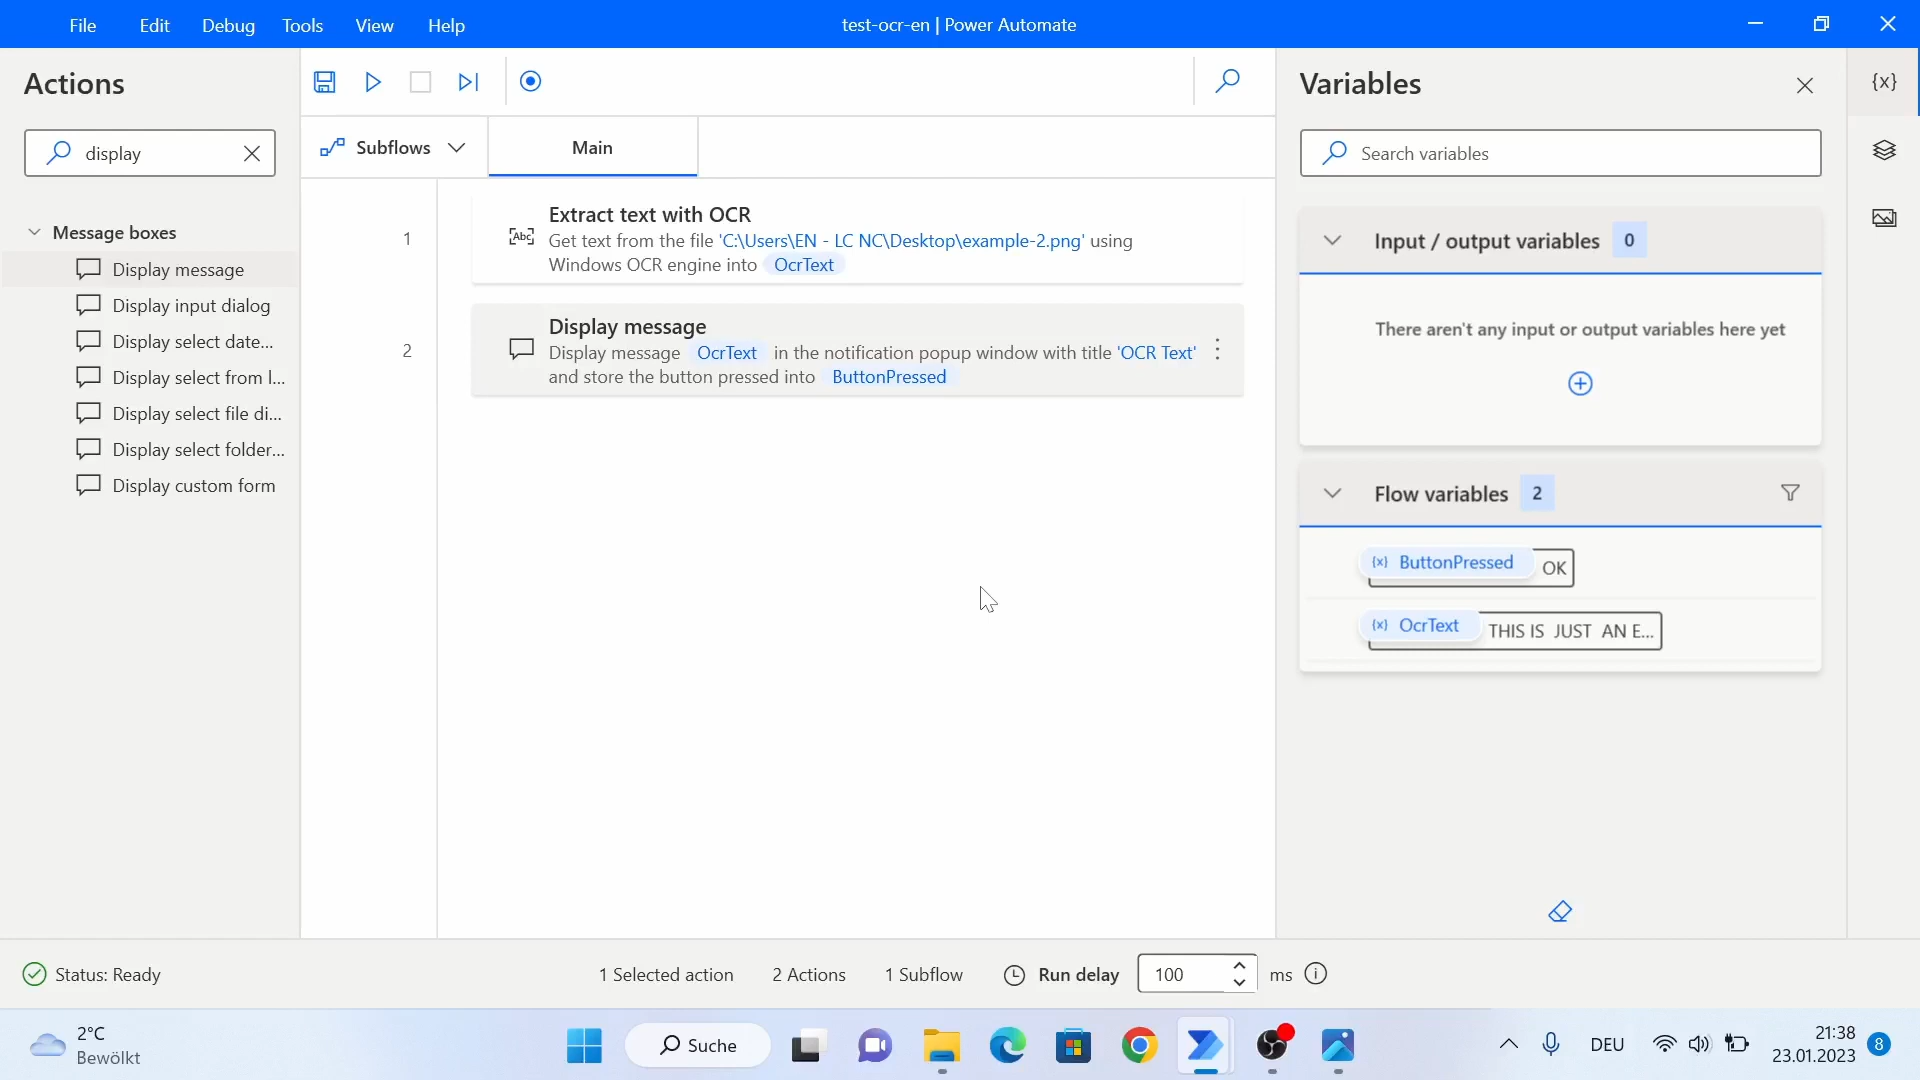 File Edit Debug Tools View Help
test-ocr-en | Power Automate
Actions
display
Message boxes
Display message
Display input dialog
Display select date...
Display select from l...
Display select file di...
Display select folder...
Display custom form
Subflows
Main
1
Extract text with OCR
Abc
Get text from the file 'C:\Users\EN - LC NC\Desktop\example-2.png' using
Windows OCR engine into OcrText
2
Display message
Display message OcrText in the notification popup window with title 'OCR Text'
and store the button pressed into ButtonPressed
Variables
{x}
Search variables
Input / output variables 0
There aren't any input or output variables here yet
Flow variables 2
{x} ButtonPressed OK
{x} OcrText THIS IS JUST AN E...
Status: Ready
1 Selected action 2 Actions 1 Subflow Run delay 100 ms
2°C
Bewölkt
Suche
DEU
21:38
23.01.2023
8